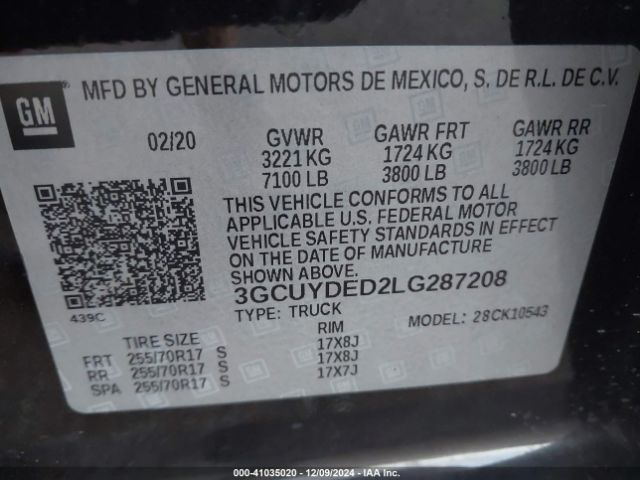 GM
MFD BY GENERAL MOTORS DE MEXICO, S. DE R.L. DE C.V.
02/20 GVWR GAWR FRT GAWR RR
3221 KG 1724 KG 1724 KG
7100 LB 3800 LB 3800 LB
THIS VEHICLE CONFORMS TO ALL
APPLICABLE U.S. FEDERAL MOTOR
VEHICLE SAFETY STANDARDS IN EFFECT
ON THE DATE OF MANUFACTURE
SHOWN ABOVE.
439C 3GCUYDED2LG287208
TYPE: TRUCK MODEL: 28CK10543
TIRE SIZE RIM
FRT 255/70R17 S 17X8J
RR 255/70R17 S 17X8J
SPA 255/70R17 S 17X7J
000-41035020 - 12/09/2024 - IAA Inc.